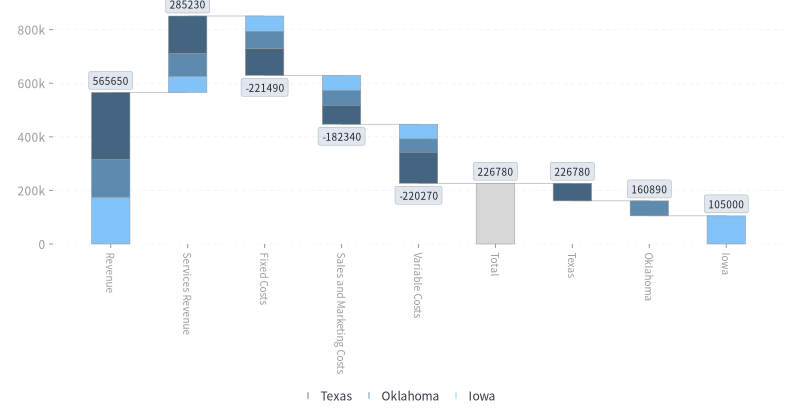 285230
800k
565650
600k
-221490
400k
-182340
226780
226780
200k
160890
-220270
105000
0
Revenue
Services Revenue
Fixed Costs
Sales and Marketing Costs
Variable Costs
Total
Texas
Oklahoma
Iowa
Texas Oklahoma Iowa